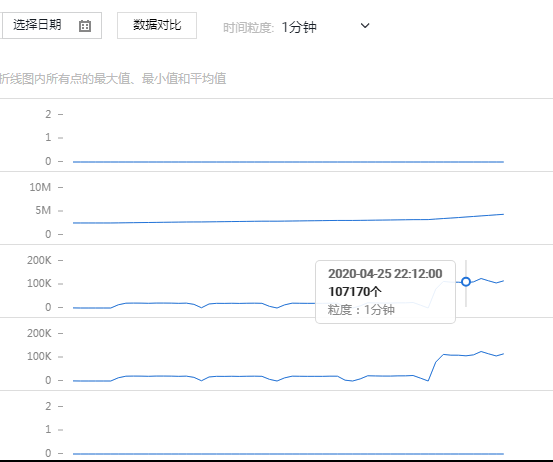 选择日期 数据对比 时间粒度: 1分钟
折线图内所有点的最大值、最小值和平均值
2
1
0
10M
5M
0
200K
100K
0
2020-04-25 22:12:00
107170个
粒度：1分钟
200K
100K
0
2
1
0